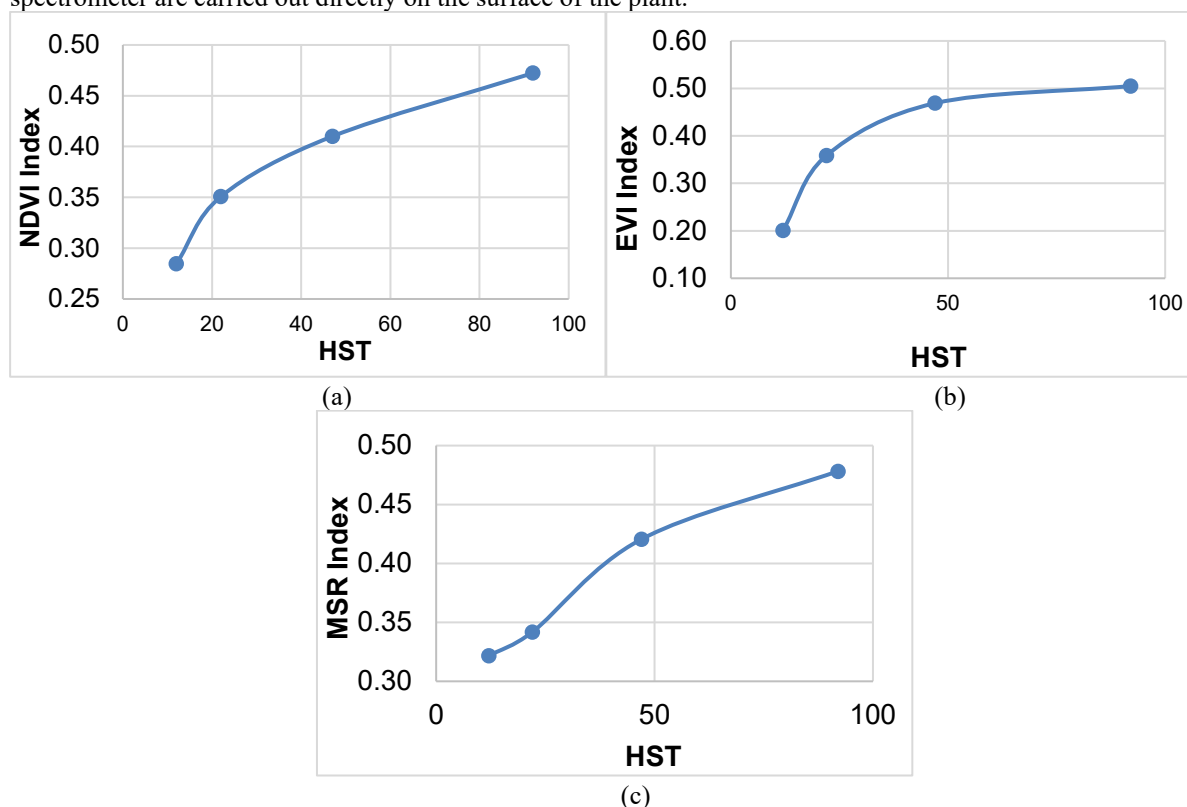 spectrometer are carried out directly on the surface of the plant.
0.50
0.45
0.40
0.35
0.30
0.25
NDVI Index
0 20 40 60 80 100
HST
0.60
0.50
0.40
0.30
0.20
0.10
EVI Index
0 50 100
HST
(a) (b)
0.50
0.45
0.40
0.35
0.30
MSR Index
0 50 100
HST
(c)